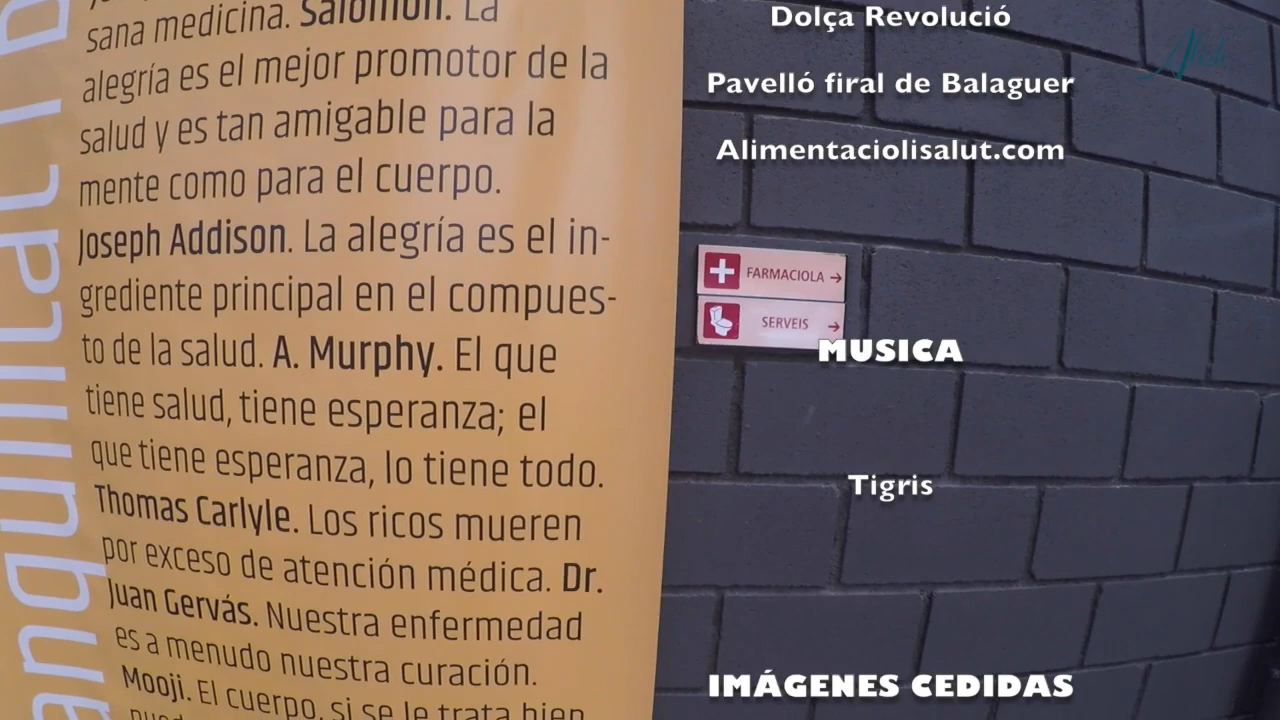 sana medicina. Salomón. La
alegría es el mejor promotor de la
salud y es tan amigable para la
mente como para el cuerpo.
Joseph Addison. La alegría es el in-
grediente principal en el compues-
to de la salud. A. Murphy. El que
tiene salud, tiene esperanza; el
que tiene esperanza, lo tiene todo.
Thomas Carlyle. Los ricos mueren
por exceso de atención médica. Dr.
Juan Gervás. Nuestra enfermedad
es a menudo nuestra curación.
Mooji. El cuerpo, si se le trata bien
Dolça Revolució
Pavelló firal de Balaguer
Alimentaciolisalut.com
FARMACIOLA →
SERVEIS →
MUSICA
Tigris
IMÁGENES CEDIDAS